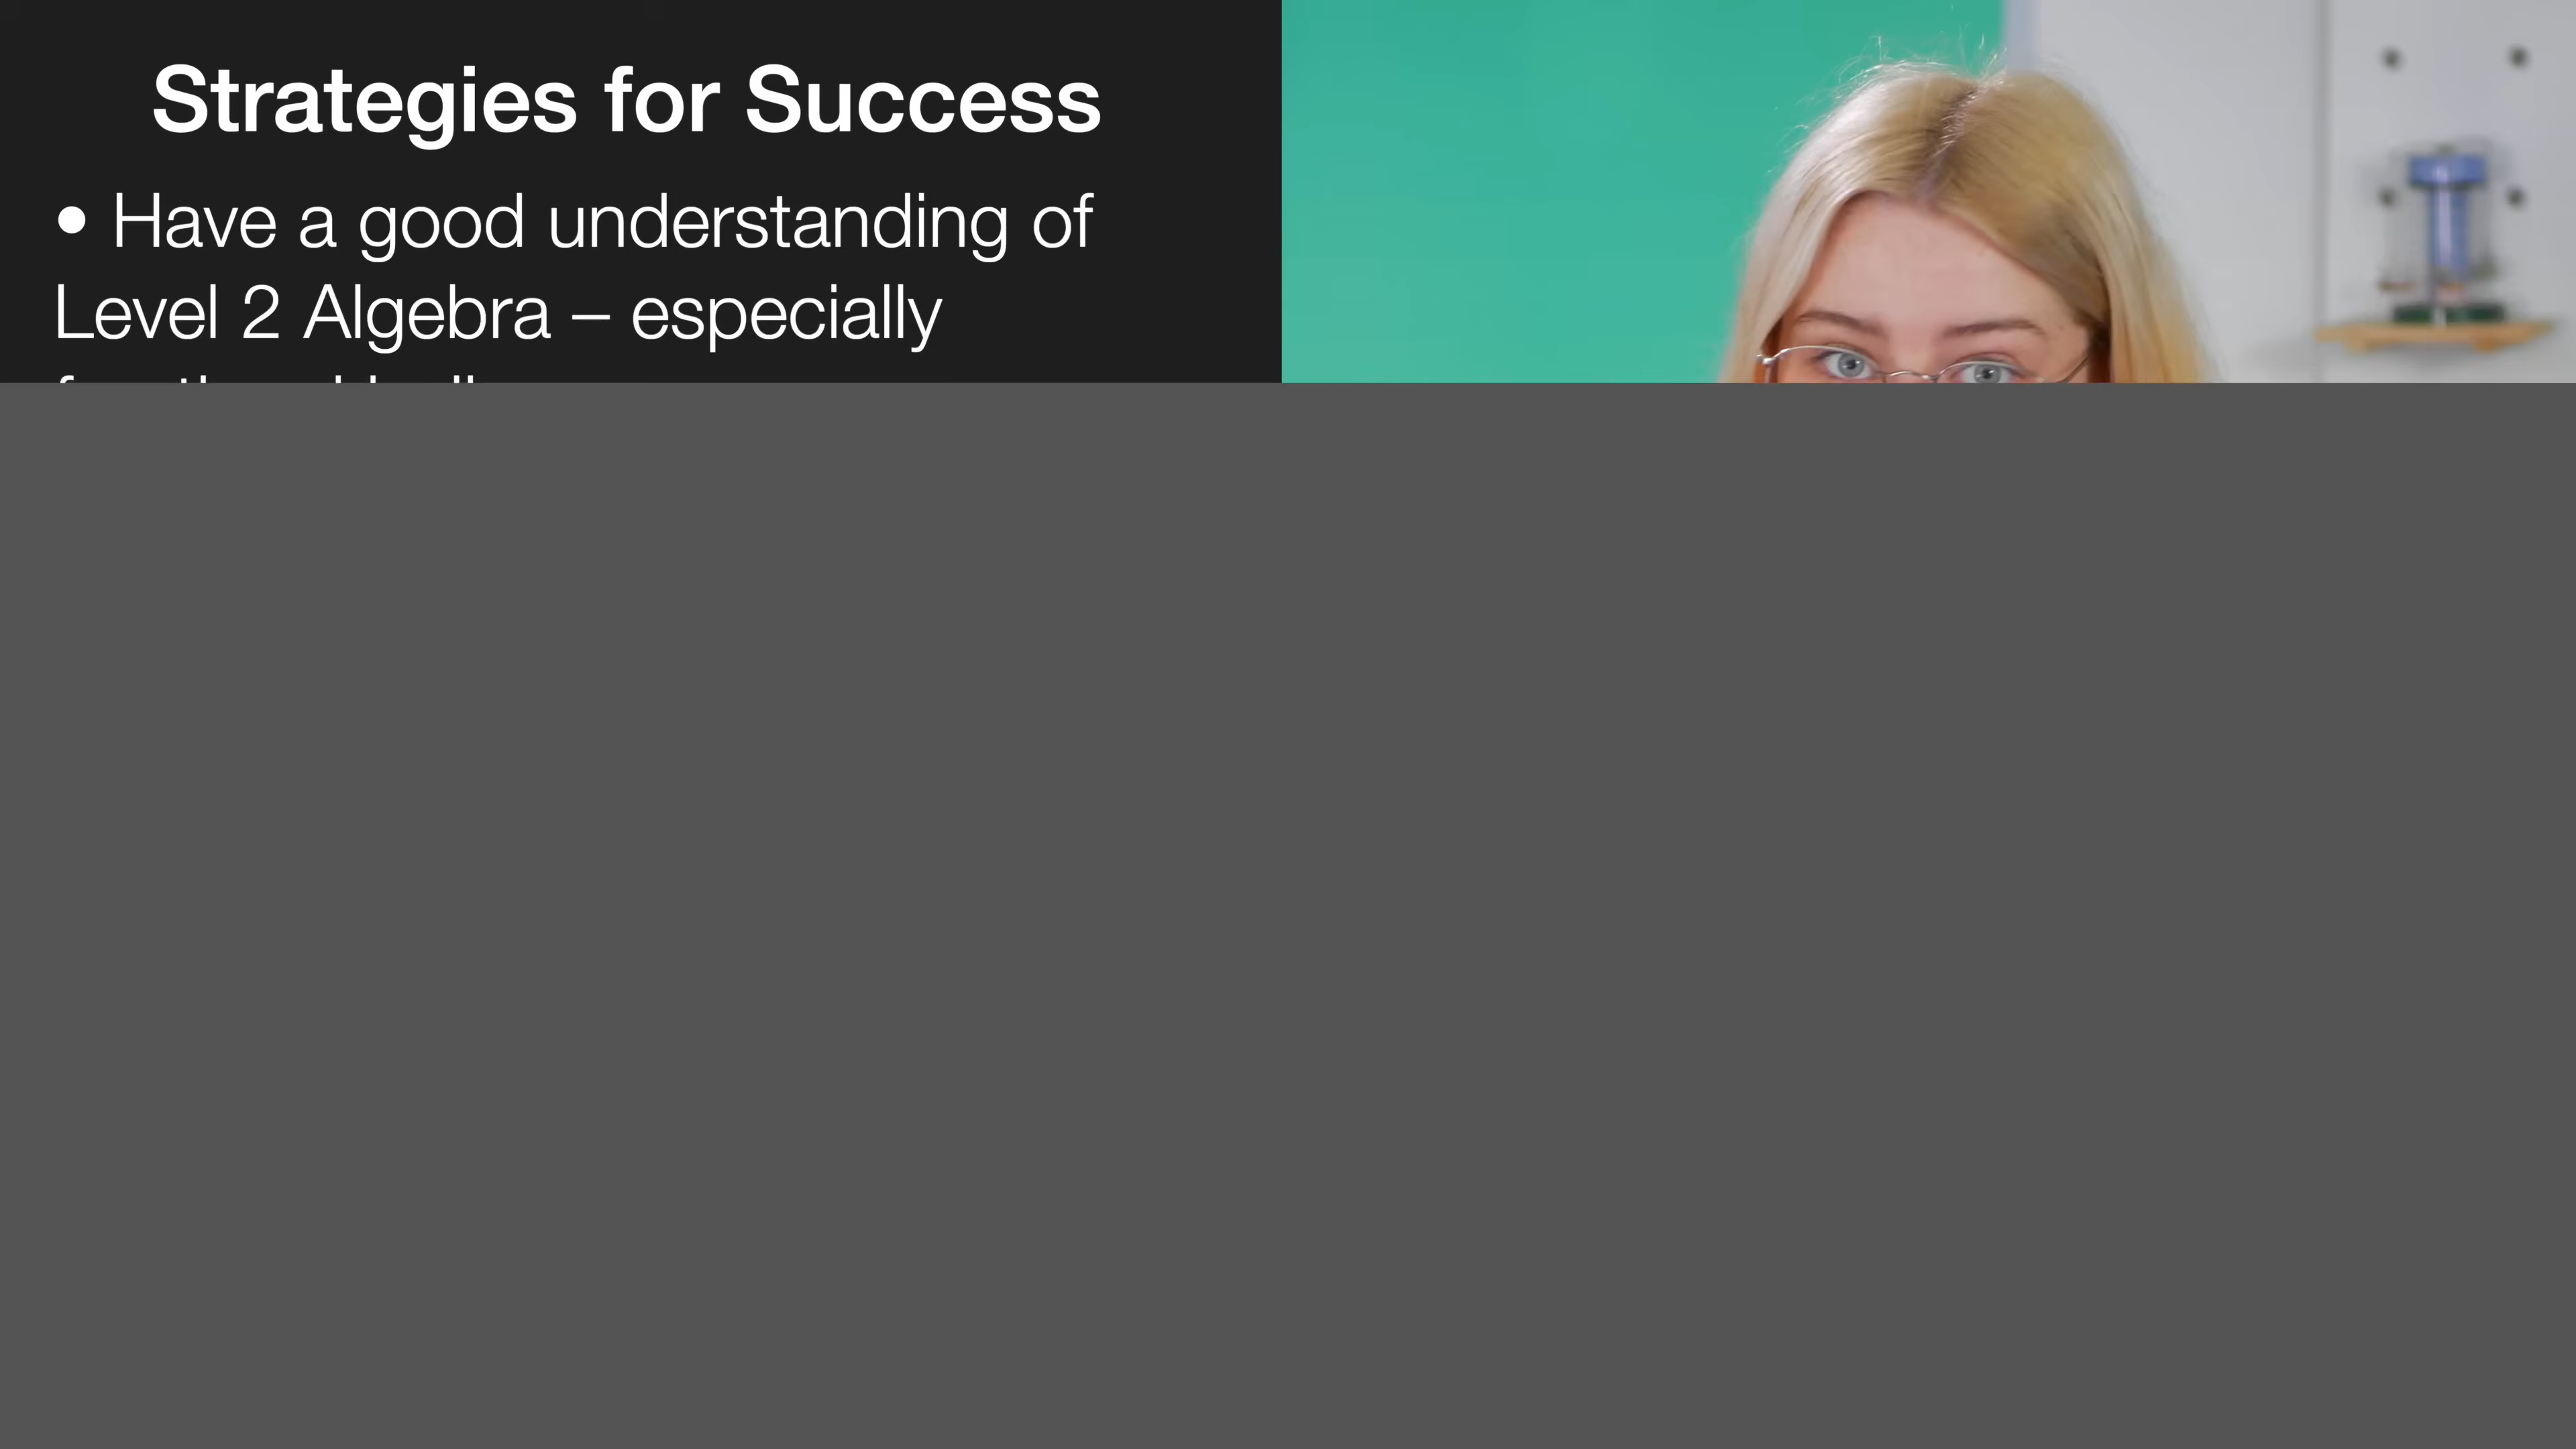 Strategies for Success
• Have a good understanding of
Level 2 Algebra – especially